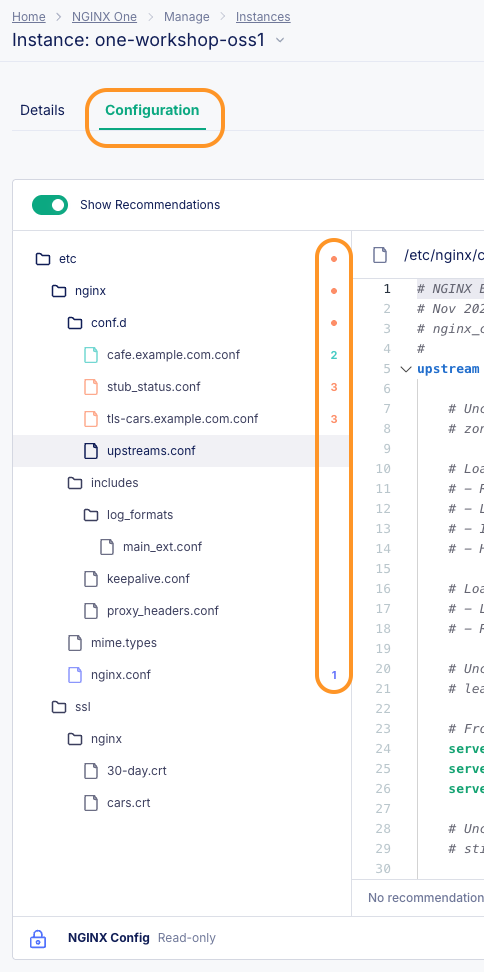 Home > NGINX One > Manage > Instances
Instance: one-workshop-oss1
Details Configuration
Show Recommendations
etc
nginx
conf.d
cafe.example.com.conf 2
stub_status.conf 3
tls-cars.example.com.conf 3
upstreams.conf
includes
log_formats
main_ext.conf
keepalive.conf
proxy_headers.conf
mime.types
nginx.conf 1
ssl
nginx
30-day.crt
cars.crt
/etc/nginx/c
1 # NGINX
2 # Nov 202
3 # nginx_
4 #
5 upstream
6
7 # Unc
8 # zon
9
10 # Loa
11 # -
12 # - L
13 # -
14 # -
15
16 # Loa
17 # - L
18 # -
19
20 # Unc
21 # lea
22
23 # Fro
24 serve
25 serve
26 serve
27
28 # Unc
29 # sti
30
No recommendation
NGINX Config Read-only